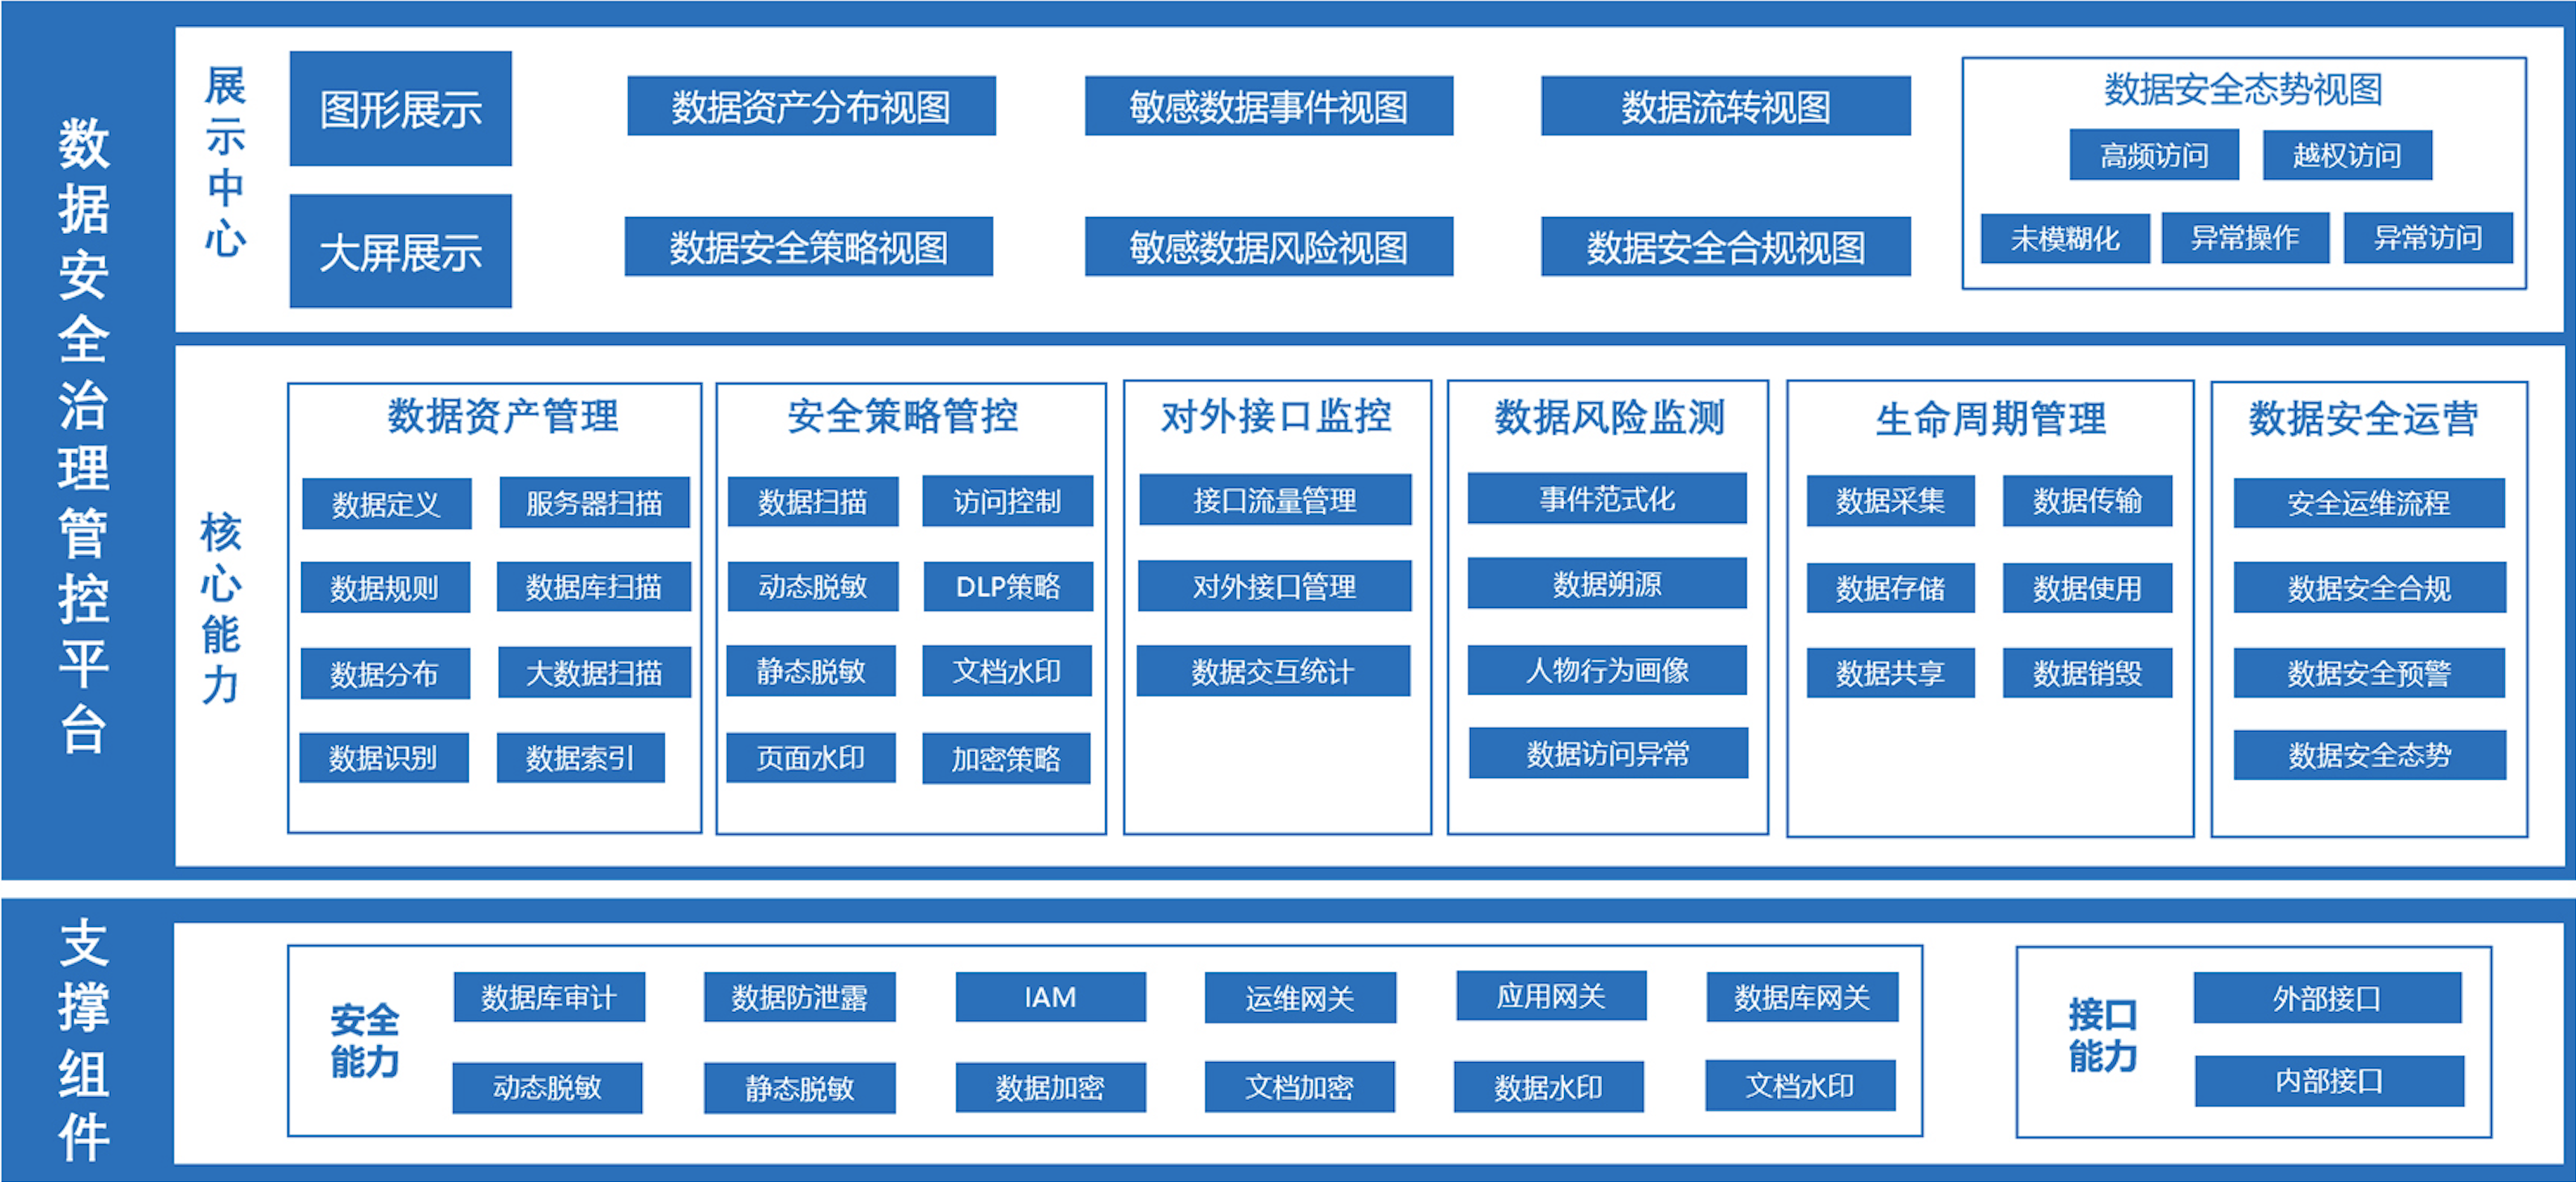 数据安全治理管控平台
展示中心
图形展示
大屏展示
数据资产分布视图
敏感数据事件视图
数据流转视图
数据安全策略视图
敏感数据风险视图
数据安全合规视图
数据安全态势视图
高频访问
越权访问
未模糊化
异常操作
异常访问
核心能力
数据资产管理
数据定义
服务器扫描
数据规则
数据库扫描
数据分布
大数据扫描
数据识别
数据索引
安全策略管控
数据扫描
访问控制
动态脱敏
DLP策略
静态脱敏
文档水印
页面水印
加密策略
对外接口监控
接口流量管理
对外接口管理
数据交互统计
数据风险监测
事件范式化
数据朔源
人物行为画像
数据访问异常
生命周期管理
数据采集
数据传输
数据存储
数据使用
数据共享
数据销毁
数据安全运营
安全运维流程
数据安全合规
数据安全预警
数据安全态势
支撑组件
安全
能力
数据库审计
数据防泄露
IAM
运维网关
应用网关
数据库网关
动态脱敏
静态脱敏
数据加密
文档加密
数据水印
文档水印
接口
能力
外部接口
内部接口